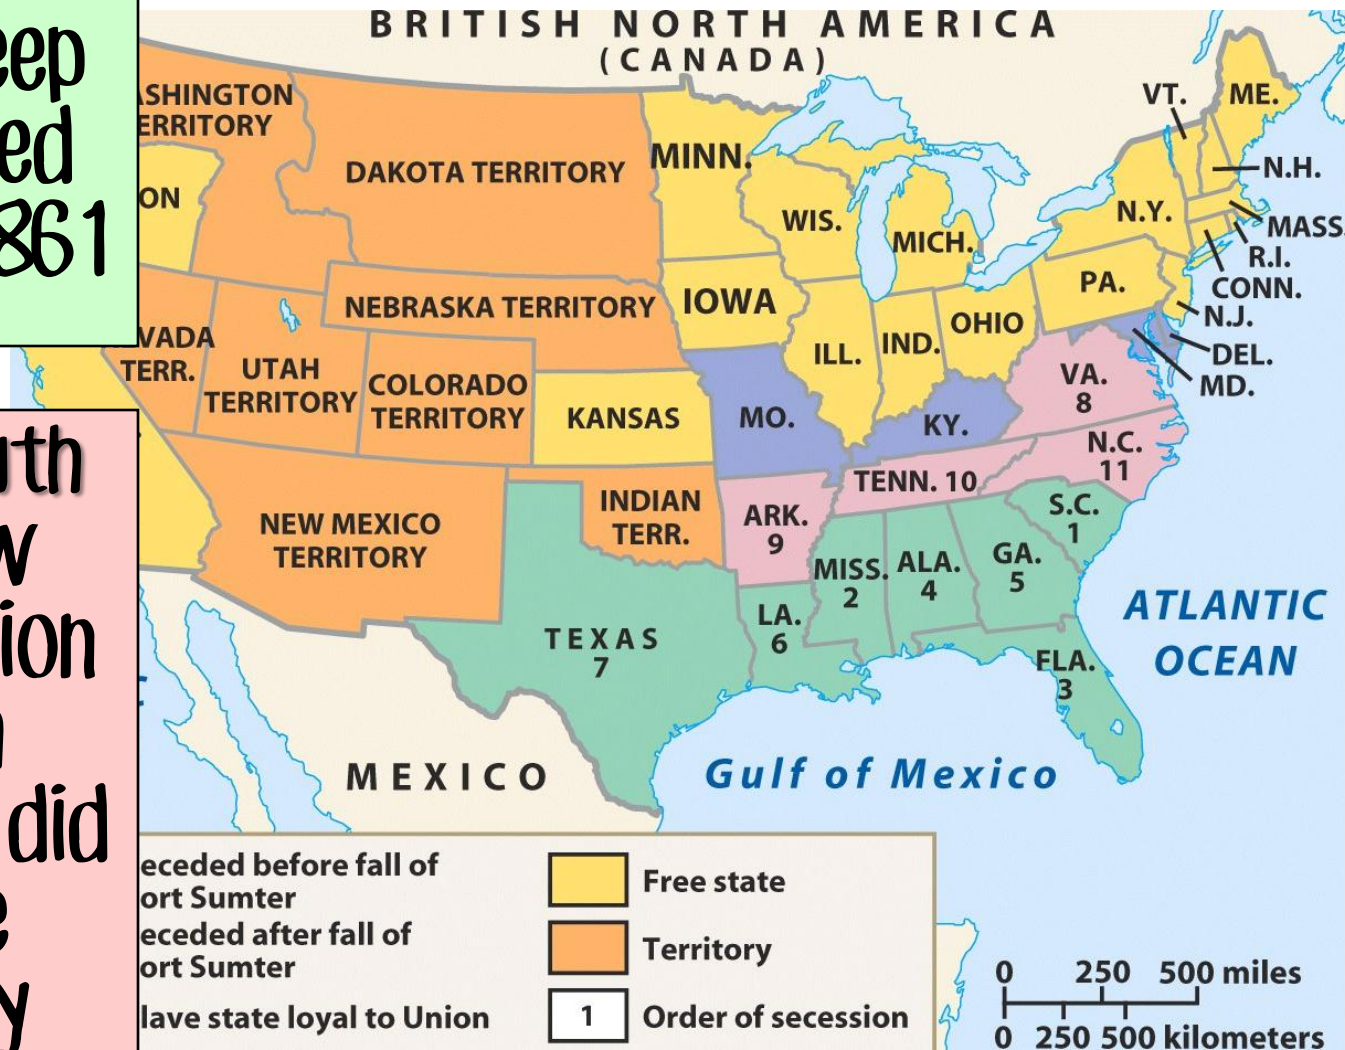 BRITISH NORTH AMERICA
(CANADA)
eep
ed
861
ASHINGTON
ERRITORY
DAKOTA TERRITORY
MINN.
VT.
ME.
ON
WIS.
MICH.
N.Y.
N.H.
MASS.
R.I.
CONN.
N.J.
DEL.
MD.
NEBRASKA TERRITORY
IOWA
ILL.
IND.
OHIO
PA.
VADA
TERR.
UTAH
TERRITORY
COLORADO
TERRITORY
KANSAS
MO.
KY.
VA.
8
N.C.
11
TENN. 10
uth
w
ion
n
did
e
y
NEW MEXICO
TERRITORY
INDIAN
TERR.
ARK.
9
S.C.
1
MISS.
2
ALA.
4
GA.
5
LA.
6
TEXAS
7
FLA.
3
ATLANTIC
OCEAN
MEXICO
Gulf of Mexico
eceded before fall of
ort Sumter
eceded after fall of
ort Sumter
lave state loyal to Union
Free state
Territory
1
Order of secession
0 250 500 miles
0 250 500 kilometers